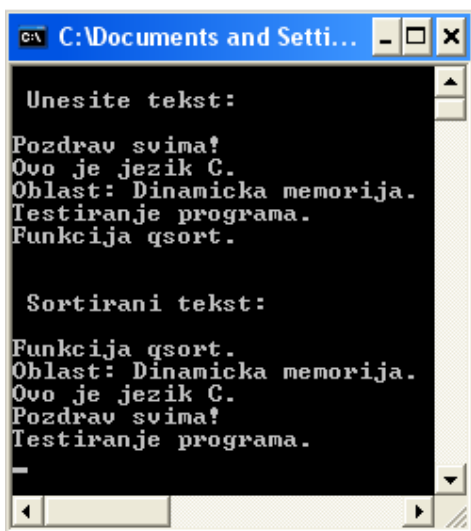 C:\Documents and Setti...
Unesite tekst:
Pozdrav svima!
Ovo je jezik C.
Oblast: Dinamicka memorija.
Testiranje programa.
Funkcija qsort.
Sortirani tekst:
Funkcija qsort.
Oblast: Dinamicka memorija.
Ovo je jezik C.
Pozdrav svima!
Testiranje programa.